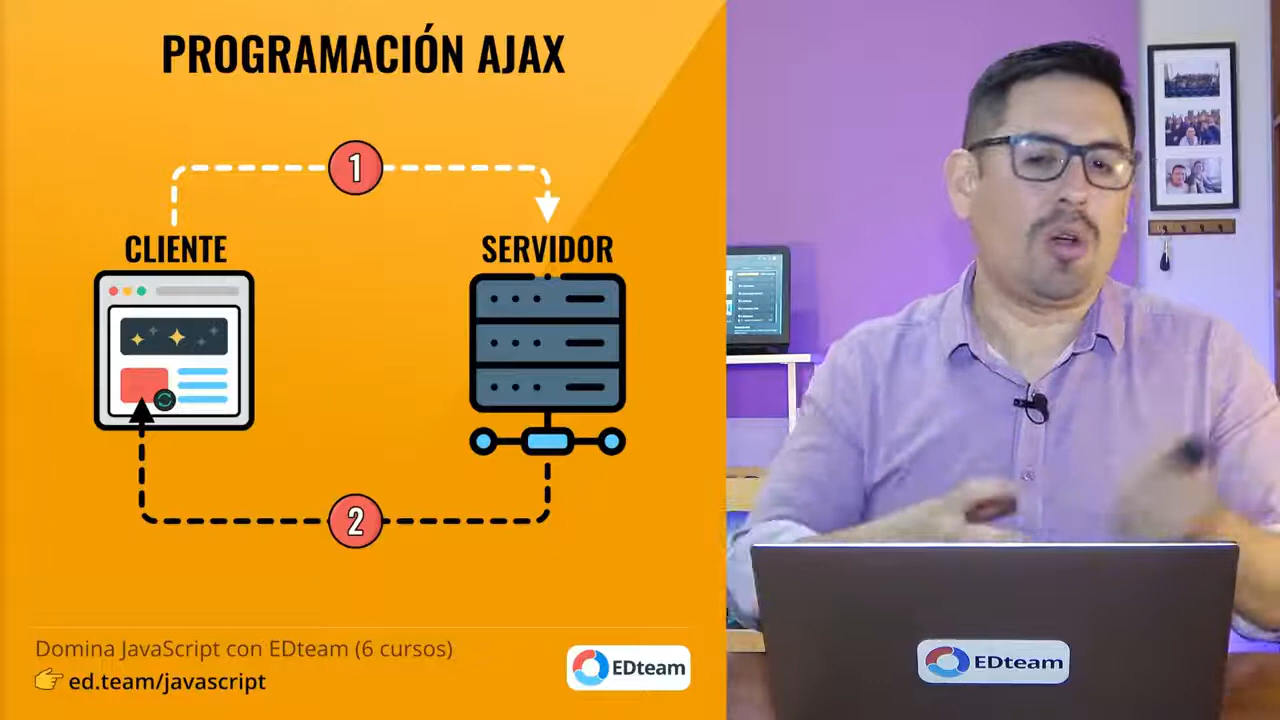 PROGRAMACIÓN AJAX
1
CLIENTE
SERVIDOR
2
Domina JavaScript con EDteam (6 cursos)
ed.team/javascript
EDteam
EDteam